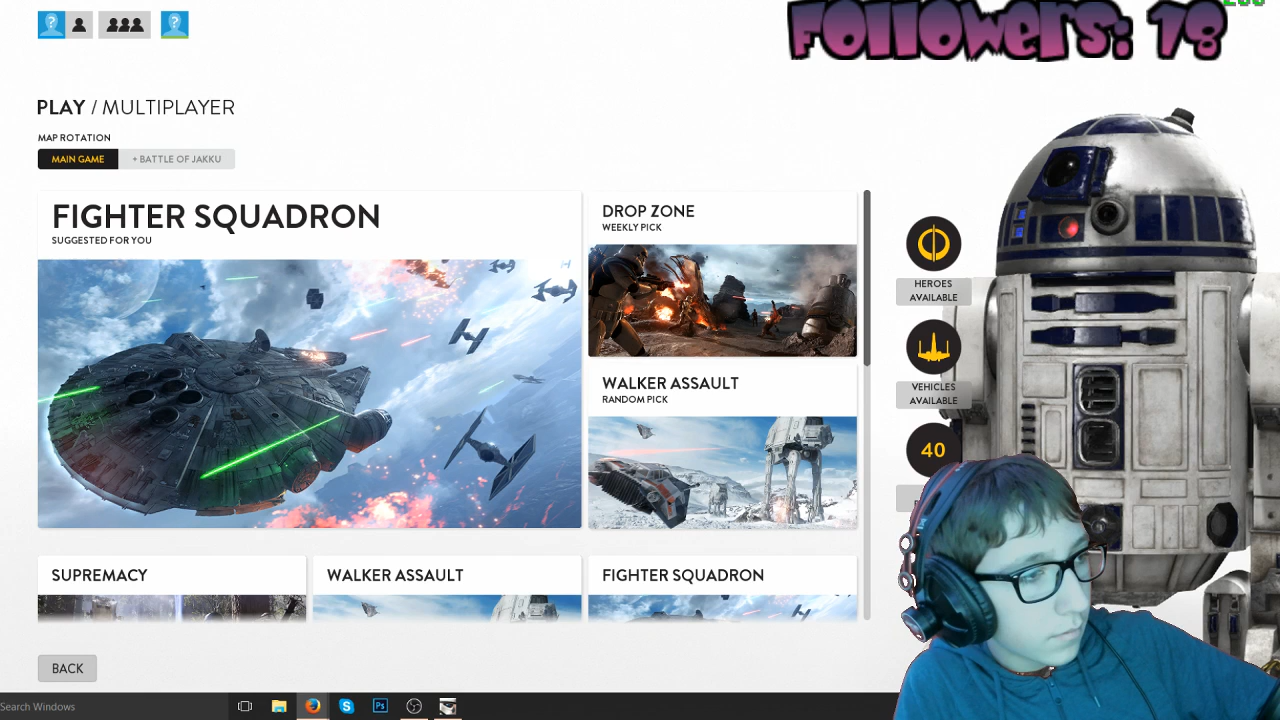 Followers: 18
PLAY / MULTIPLAYER
MAP ROTATION
MAIN GAME
+ BATTLE OF JAKKU
FIGHTER SQUADRON
SUGGESTED FOR YOU
DROP ZONE
WEEKLY PICK
WALKER ASSAULT
RANDOM PICK
HEROES
AVAILABLE
VEHICLES
AVAILABLE
40
SUPREMACY
WALKER ASSAULT
FIGHTER SQUADRON
BACK
Search Windows
S
Ps